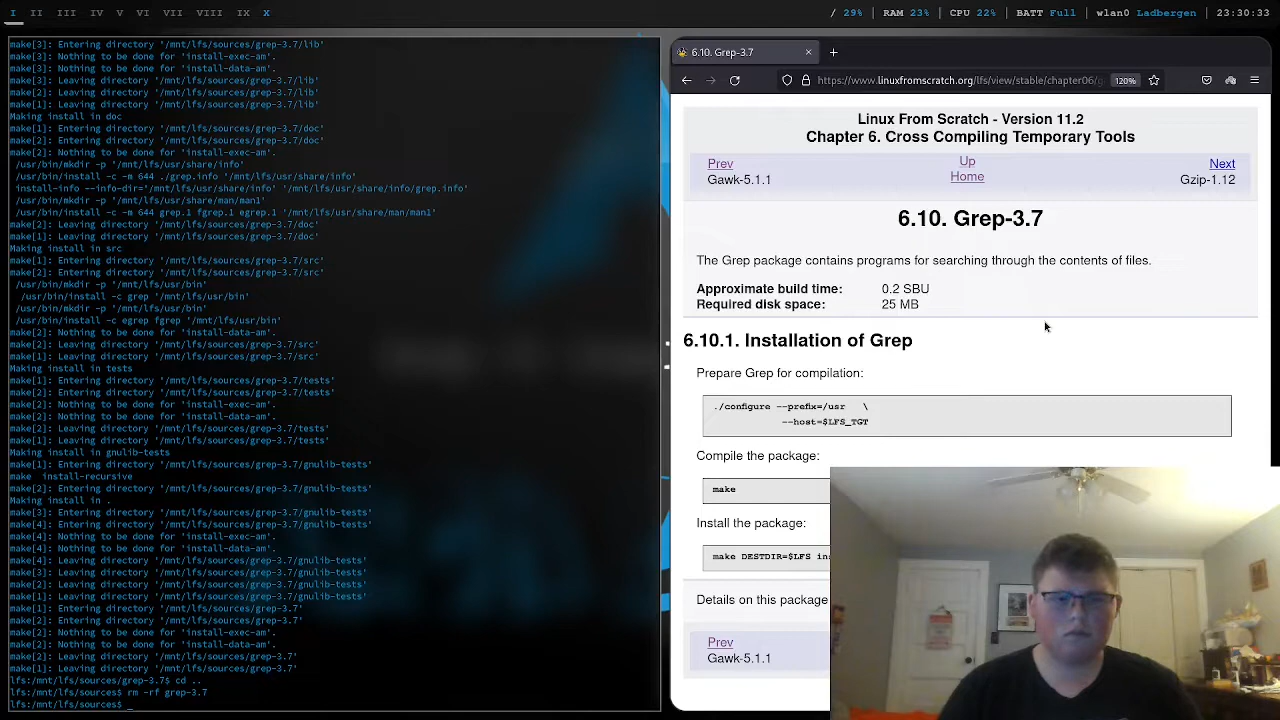 I II III IV V VI VII VIII IX X
/ 29% | RAM 23% | CPU 22% | BATT Full | wlan0 Ladbergen
23:30:33
make[3]: Entering directory '/mnt/lfs/sources/grep-3.7/lib'
make[3]: Nothing to be done for 'install-exec-am'.
make[3]: Nothing to be done for 'install-data-am'.
make[3]: Leaving directory '/mnt/lfs/sources/grep-3.7/lib'
make[2]: Leaving directory '/mnt/lfs/sources/grep-3.7/lib'
make[1]: Leaving directory '/mnt/lfs/sources/grep-3.7/lib'
Making install in doc
make[1]: Entering directory '/mnt/lfs/sources/grep-3.7/doc'
make[2]: Entering directory '/mnt/lfs/sources/grep-3.7/doc'
make[2]: Nothing to be done for 'install-exec-am'.
/usr/bin/mkdir -p '/mnt/lfs/usr/share/info'
/usr/bin/install -c -m 644 ./grep.info '/mnt/lfs/usr/share/info'
install-info --info-dir='/mnt/lfs/usr/share/info' '/mnt/lfs/usr/share/info/grep.info'
/usr/bin/mkdir -p '/mnt/lfs/usr/share/man/man1'
/usr/bin/install -c -m 644 grep.1 fgrep.1 egrep.1 '/mnt/lfs/usr/share/man/man1'
make[2]: Leaving directory '/mnt/lfs/sources/grep-3.7/doc'
make[1]: Leaving directory '/mnt/lfs/sources/grep-3.7/doc'
Making install in src
make[1]: Entering directory '/mnt/lfs/sources/grep-3.7/src'
make[2]: Entering directory '/mnt/lfs/sources/grep-3.7/src'
/usr/bin/mkdir -p '/mnt/lfs/usr/bin'
/usr/bin/install -c grep '/mnt/lfs/usr/bin'
/usr/bin/mkdir -p '/mnt/lfs/usr/bin'
/usr/bin/install -c egrep fgrep '/mnt/lfs/usr/bin'
make[2]: Nothing to be done for 'install-data-am'.
make[2]: Leaving directory '/mnt/lfs/sources/grep-3.7/src'
make[1]: Leaving directory '/mnt/lfs/sources/grep-3.7/src'
Making install in tests
make[1]: Entering directory '/mnt/lfs/sources/grep-3.7/tests'
make[2]: Entering directory '/mnt/lfs/sources/grep-3.7/tests'
make[2]: Nothing to be done for 'install-exec-am'.
make[2]: Nothing to be done for 'install-data-am'.
make[2]: Leaving directory '/mnt/lfs/sources/grep-3.7/tests'
make[1]: Leaving directory '/mnt/lfs/sources/grep-3.7/tests'
Making install in gnulib-tests
make[1]: Entering directory '/mnt/lfs/sources/grep-3.7/gnulib-tests'
make install-recursive
make[2]: Entering directory '/mnt/lfs/sources/grep-3.7/gnulib-tests'
Making install in .
make[3]: Entering directory '/mnt/lfs/sources/grep-3.7/gnulib-tests'
make[4]: Entering directory '/mnt/lfs/sources/grep-3.7/gnulib-tests'
make[4]: Nothing to be done for 'install-exec-am'.
make[4]: Nothing to be done for 'install-data-am'.
make[4]: Leaving directory '/mnt/lfs/sources/grep-3.7/gnulib-tests'
make[3]: Leaving directory '/mnt/lfs/sources/grep-3.7/gnulib-tests'
make[2]: Leaving directory '/mnt/lfs/sources/grep-3.7/gnulib-tests'
make[1]: Leaving directory '/mnt/lfs/sources/grep-3.7/gnulib-tests'
make[1]: Entering directory '/mnt/lfs/sources/grep-3.7'
make[2]: Entering directory '/mnt/lfs/sources/grep-3.7'
make[2]: Nothing to be done for 'install-exec-am'.
make[2]: Nothing to be done for 'install-data-am'.
make[2]: Leaving directory '/mnt/lfs/sources/grep-3.7'
make[1]: Leaving directory '/mnt/lfs/sources/grep-3.7'
lfs:/mnt/lfs/sources/grep-3.7$ cd ..
lfs:/mnt/lfs/sources$ rm -rf grep-3.7
lfs:/mnt/lfs/sources$ _
6.10. Grep-3.7
https://www.linuxfromscratch.org/lfs/view/stable/chapter06/g
120%
Linux From Scratch - Version 11.2
Chapter 6. Cross Compiling Temporary Tools
Prev Up Next
Gawk-5.1.1 Home Gzip-1.12
6.10. Grep-3.7
The Grep package contains programs for searching through the contents of files.
Approximate build time: 0.2 SBU
Required disk space: 25 MB
6.10.1. Installation of Grep
Prepare Grep for compilation:
./configure --prefix=/usr \
--host=$LFS_TGT
Compile the package:
make
Install the package:
make DESTDIR=$LFS ins
Details on this package
Prev
Gawk-5.1.1